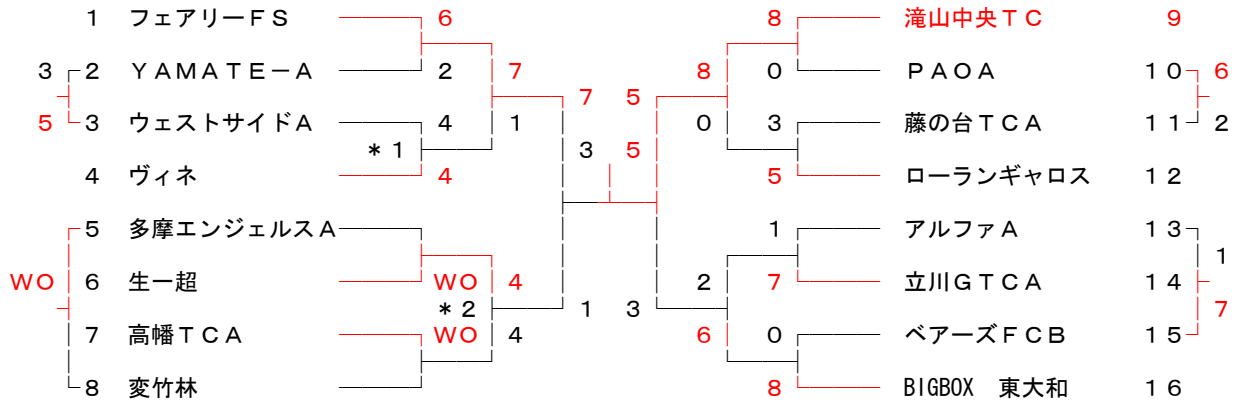 1 フェアリーFS 6 8 滝山中央TC 9
3 2 YAMATE－A 2 7 8 0 PAOA 10 6
7 5
5 3 ウェストサイドA 4 1 0 3 藤の台TCA 11 2
*1 3 5
4 ヴィネ 4 5 ローランギャロス 12
5 多摩エンジェルスA 1 アルファA 13
1
WO 6 生一超 WO 4 2 7 立川GTCA 14
*2 1 3 7
7 高幡TCA WO 4 6 0 ベアーズFCB 15
8 変竹林 8 BIGBOX 東大和 16